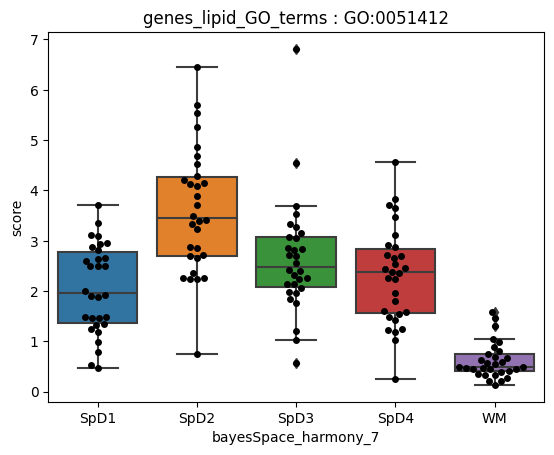 genes_lipid_GO_terms : GO:0051412
score
7
6
5
4
3
2
1
0
SpD1 SpD2 SpD3 SpD4 WM
bayesSpace_harmony_7